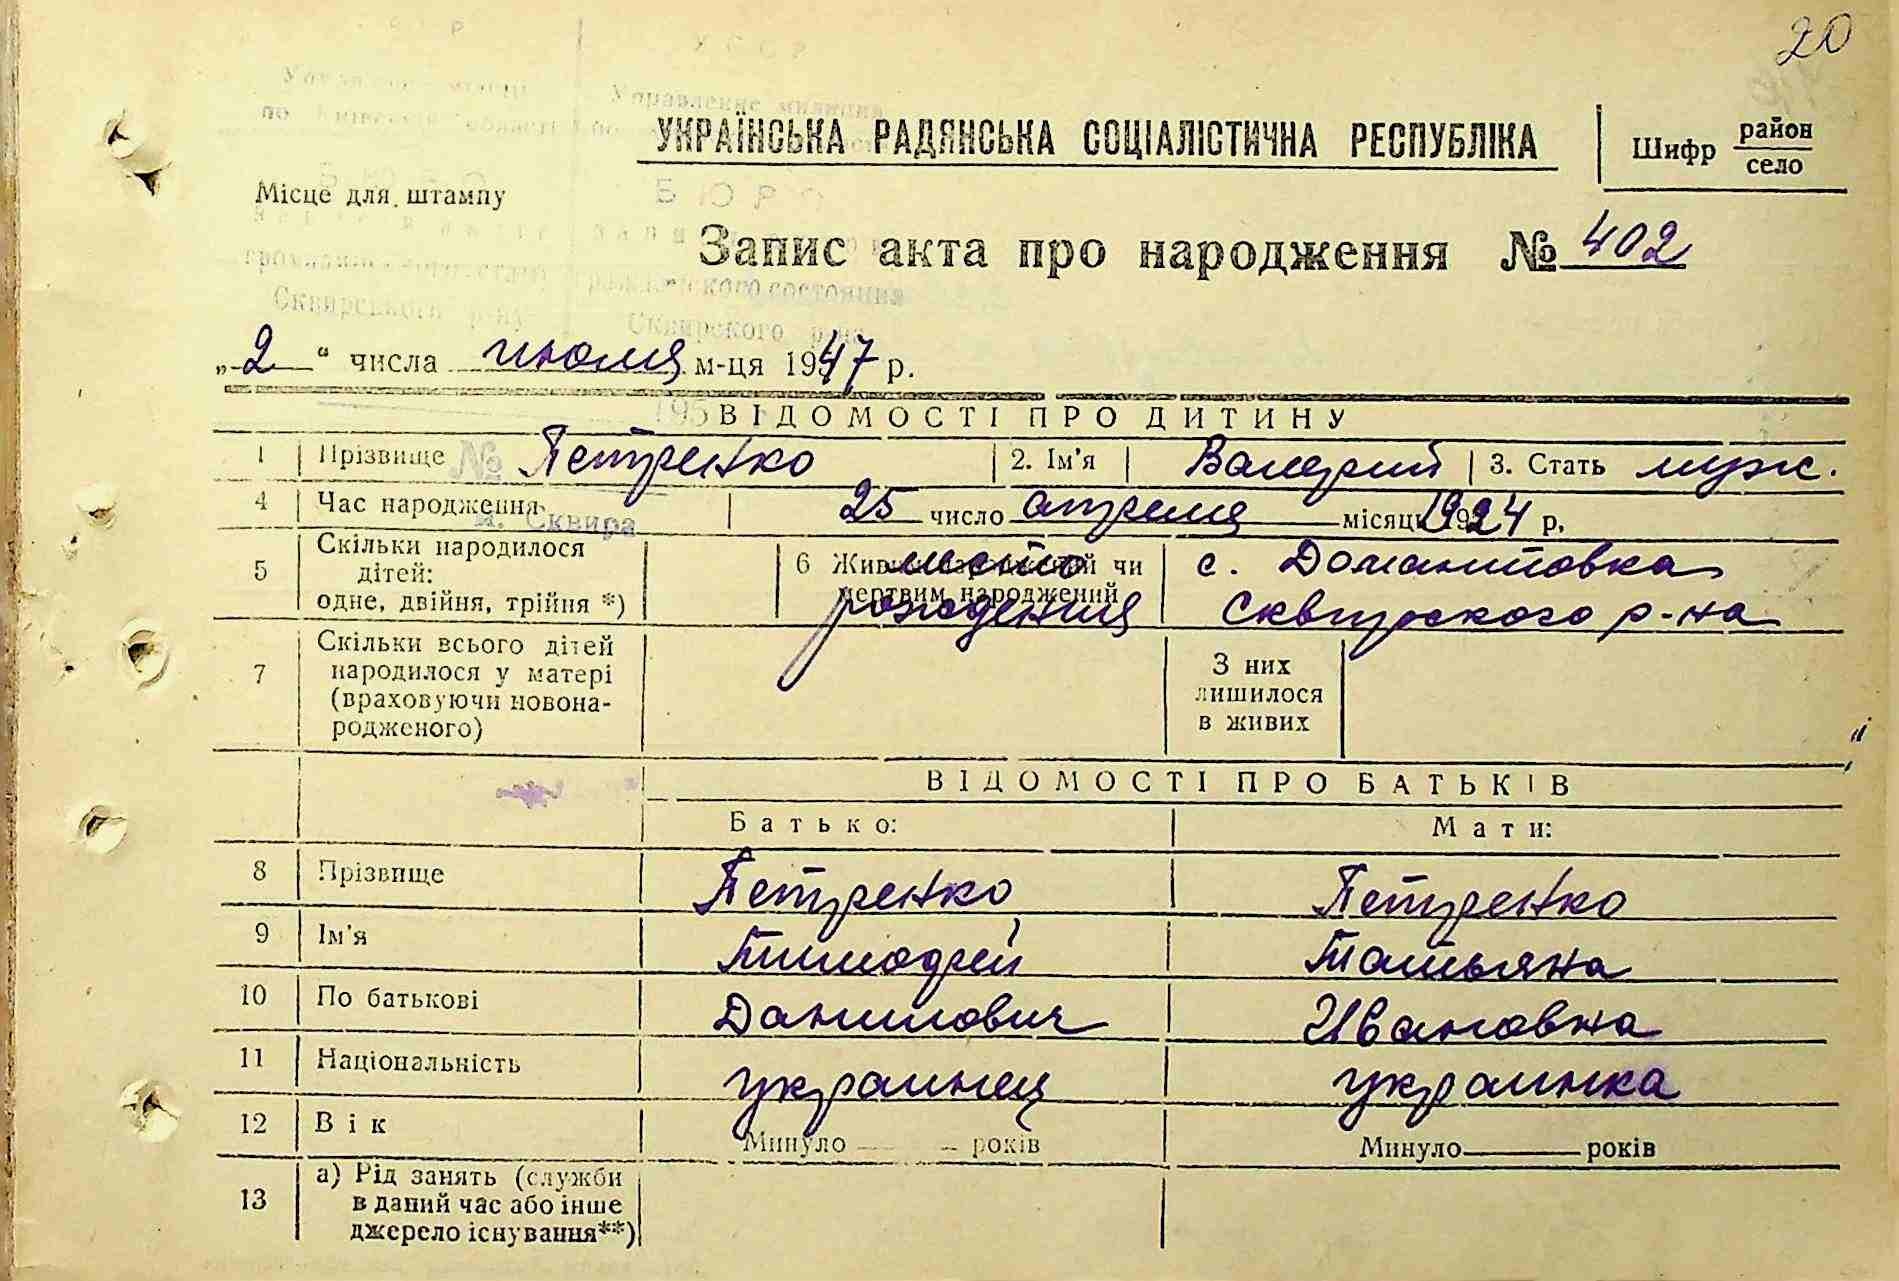 20
УКРАЇНСЬКА РАДЯНСЬКА СОЦІАЛІСТИЧНА РЕСПУБЛІКА
Шифр район село
Місце для штампу
Запис акта про народження № 402
„2“ числа июля м-ця 1947 р.
ВІДОМОСТІ ПРО ДИТИНУ
1 Прізвище Петренко 2. Ім'я Валерий 3. Стать муж.
4 Час народження 25 число апреля місяця 1924 р.
м. Сквира
5 Скільки народилося дітей: одне, двійня, трійня *)
6 Живим народжений чи мертвим народжений
место рождения
с. Домантовка
Сквирского р-на
7 Скільки всього дітей народилося у матері (враховуючи новонародженого)
З них лишилося в живих
ВІДОМОСТІ ПРО БАТЬКІВ
Батько: Мати:
8 Прізвище Петренко Петренко
9 Ім'я Тимофей Татьяна
10 По батькові Данилович Ивановна
11 Національність украинец украинка
12 Вік Минуло років Минуло років
13 а) Рід занять (служби
в даний час або інше
джерело існування**)